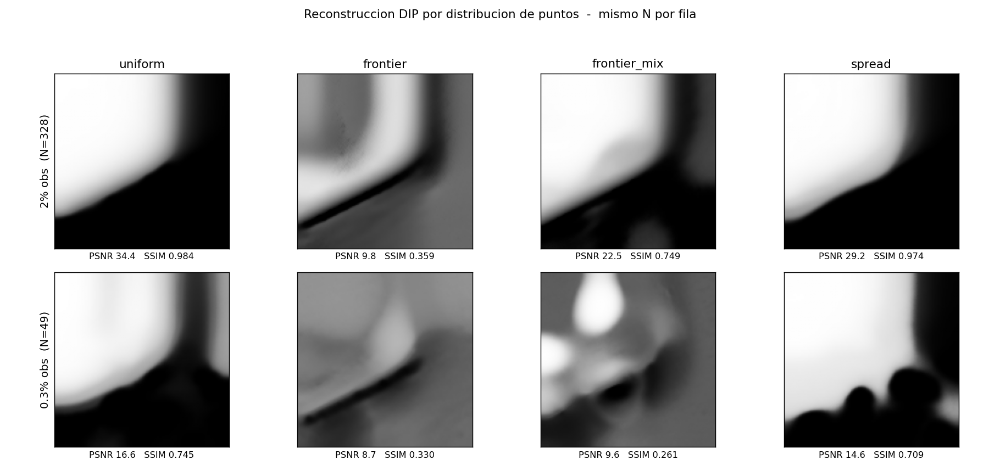 Reconstruccion DIP por distribucion de puntos  -  mismo N por fila
uniform
frontier
frontier_mix
spread
2% obs  (N=328)
PSNR 34.4   SSIM 0.984
PSNR 9.8   SSIM 0.359
PSNR 22.5   SSIM 0.749
PSNR 29.2   SSIM 0.974
0.3% obs  (N=49)
PSNR 16.6   SSIM 0.745
PSNR 8.7   SSIM 0.330
PSNR 9.6   SSIM 0.261
PSNR 14.6   SSIM 0.709